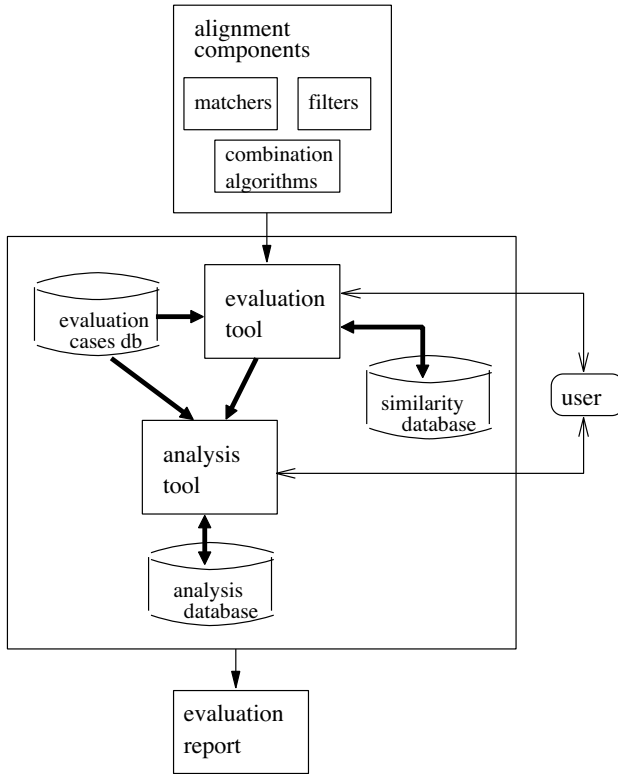 alignment
components
matchers
filters
combination
algorithms
evaluation
tool
evaluation
cases db
similarity
database
user
analysis
tool
analysis
database
evaluation
report